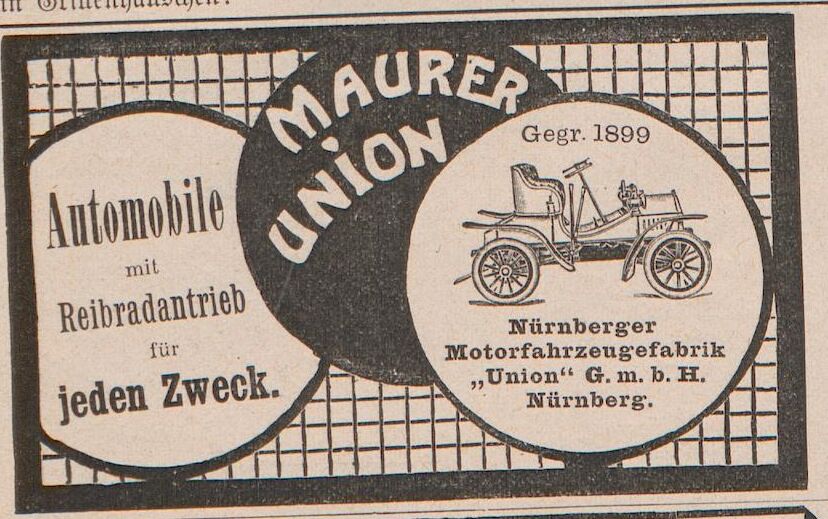 Automobile
mit
Reibradantrieb
für
jeden Zweck.
MAURER
UNION
Gegr. 1899
Nürnberger
Motorfahrzeugefabrik
„Union“ G. m. b. H.
Nürnberg.